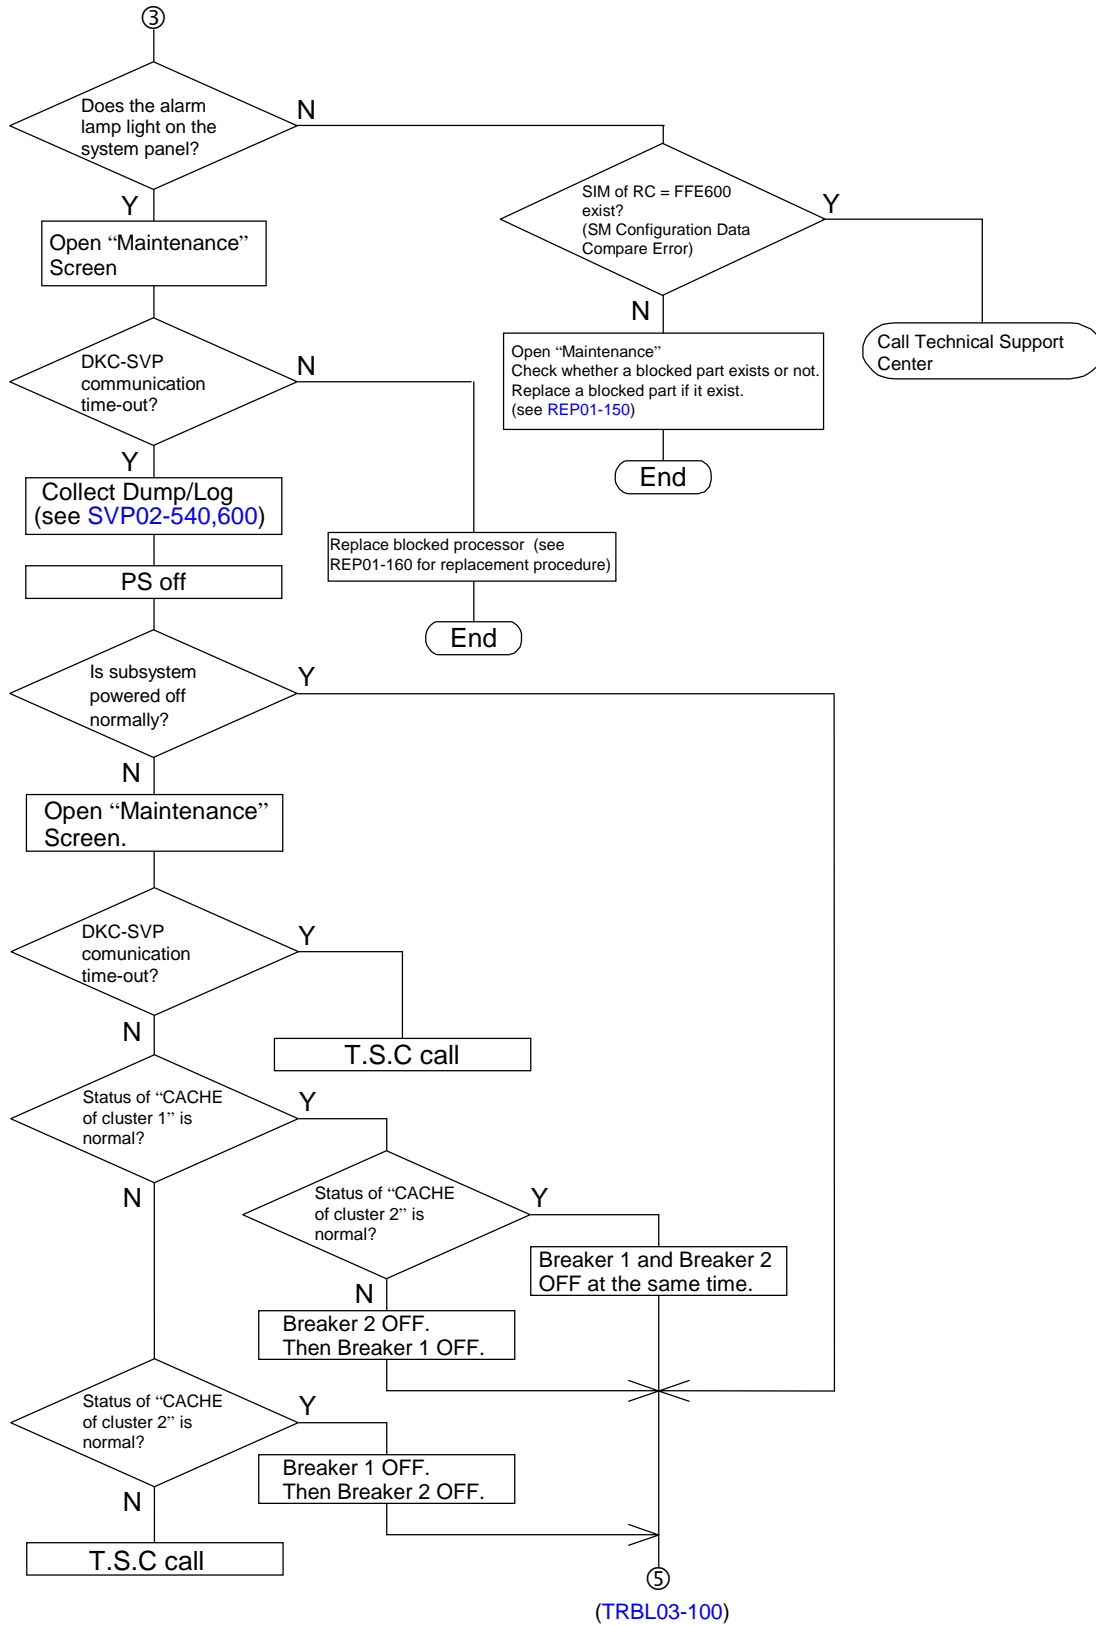 ③
Does the alarm
lamp light on the
system panel?
N
Y
SIM of RC = FFE600
exist?
(SM Configuration Data
Compare Error)
Y
N
Call Technical Support
Center
Open “Maintenance”
Check whether a blocked part exists or not.
Replace a blocked part if it exist.
(see REP01-150)
End
Open “Maintenance”
Screen
DKC-SVP
communication
time-out?
N
Y
Replace blocked processor (see
REP01-160 for replacement procedure)
End
Collect Dump/Log
(see SVP02-540,600)
PS off
Is subsystem
powered off
normally?
Y
N
Open “Maintenance”
Screen.
DKC-SVP
comunication
time-out?
Y
N
T.S.C call
Status of “CACHE
of cluster 1” is
normal?
Y
N
Status of “CACHE
of cluster 2” is
normal?
Y
N
Breaker 1 and Breaker 2
OFF at the same time.
Breaker 2 OFF.
Then Breaker 1 OFF.
Status of “CACHE
of cluster 2” is
normal?
Y
N
Breaker 1 OFF.
Then Breaker 2 OFF.
T.S.C call
⑤
(TRBL03-100)